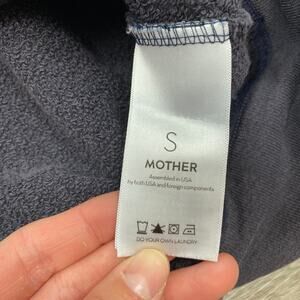 S
MOTHER
Assembled in USA
by both USA and foreign components
DO YOUR OWN LAUNDRY